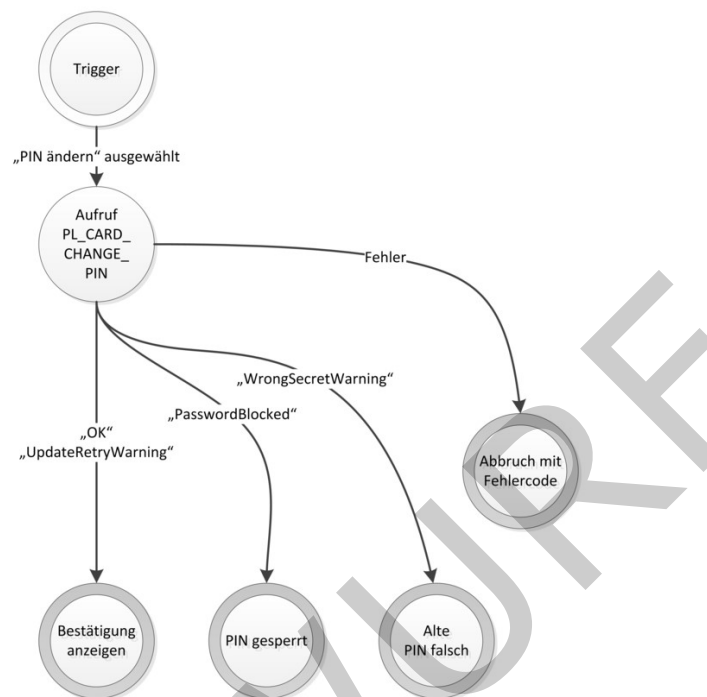 Trigger
„PIN ändern“ ausgewählt
Aufruf
PL_CARD_
CHANGE_
PIN
Fehler
„WrongSecretWarning“
„PasswordBlocked“
„OK“
„UpdateRetryWarning“
Abbruch mit
Fehlercode
Bestätigung
anzeigen
PIN gesperrt
Alte
PIN falsch